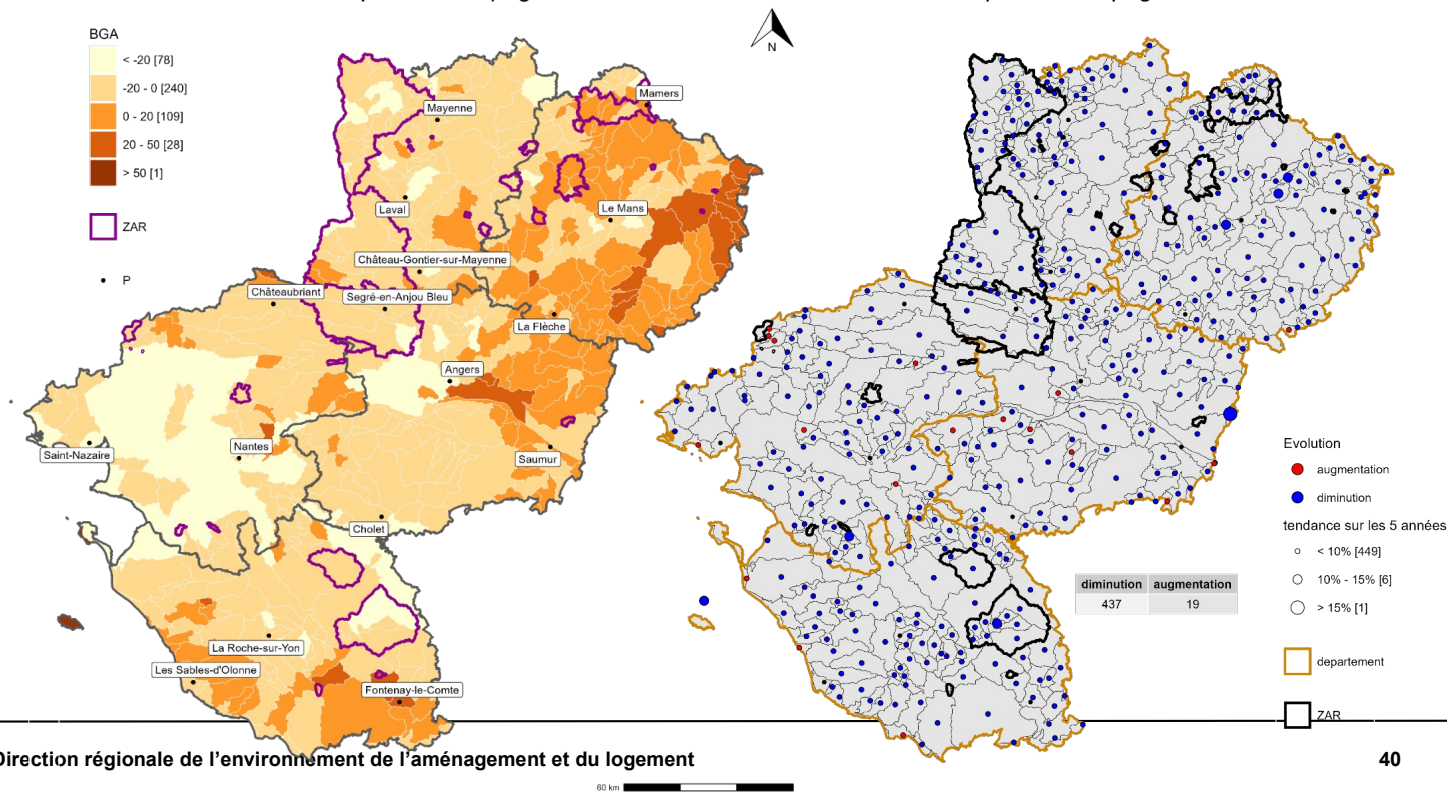 N
BGA
< -20 [78]
-20 - 0 [240]
0 - 20 [109]
20 - 50 [28]
> 50 [1]
ZAR
P
Mayenne
Mamers
Laval
Le Mans
Château-Gontier-sur-Mayenne
Châteaubriant
Segré-en-Anjou Bleu
La Flèche
Angers
Saint-Nazaire
Nantes
Saumur
Cholet
La Roche-sur-Yon
Les Sables-d'Olonne
Fontenay-le-Comte
Evolution
augmentation
diminution
tendance sur les 5 années
< 10% [449]
10% - 15% [6]
> 15% [1]
departement
ZAR
diminution augmentation
437 19
Direction régionale de l'environnement de l'aménagement et du logement
40
60 km